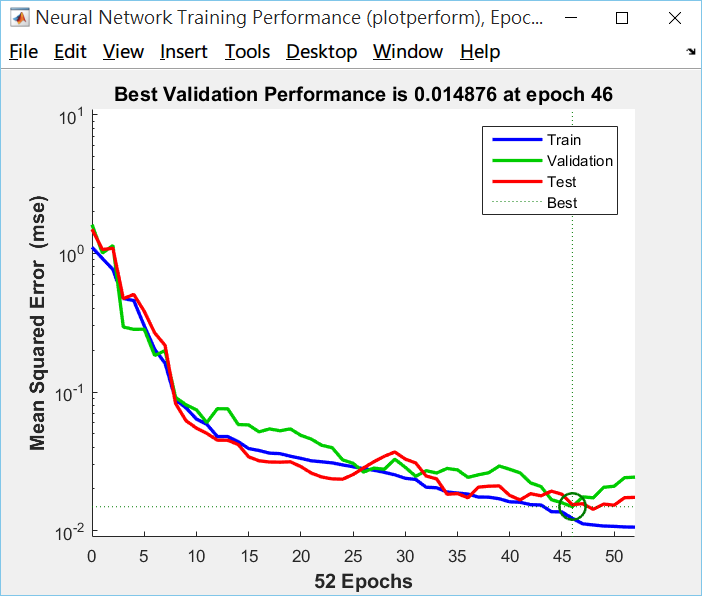 Neural Network Training Performance (plotperform), Epoc...
File Edit View Insert Tools Desktop Window Help
Best Validation Performance is 0.014876 at epoch 46
Mean Squared Error (mse)
10^1
10^0
10^-1
10^-2
Train
Validation
Test
Best
0 5 10 15 20 25 30 35 40 45 50
52 Epochs